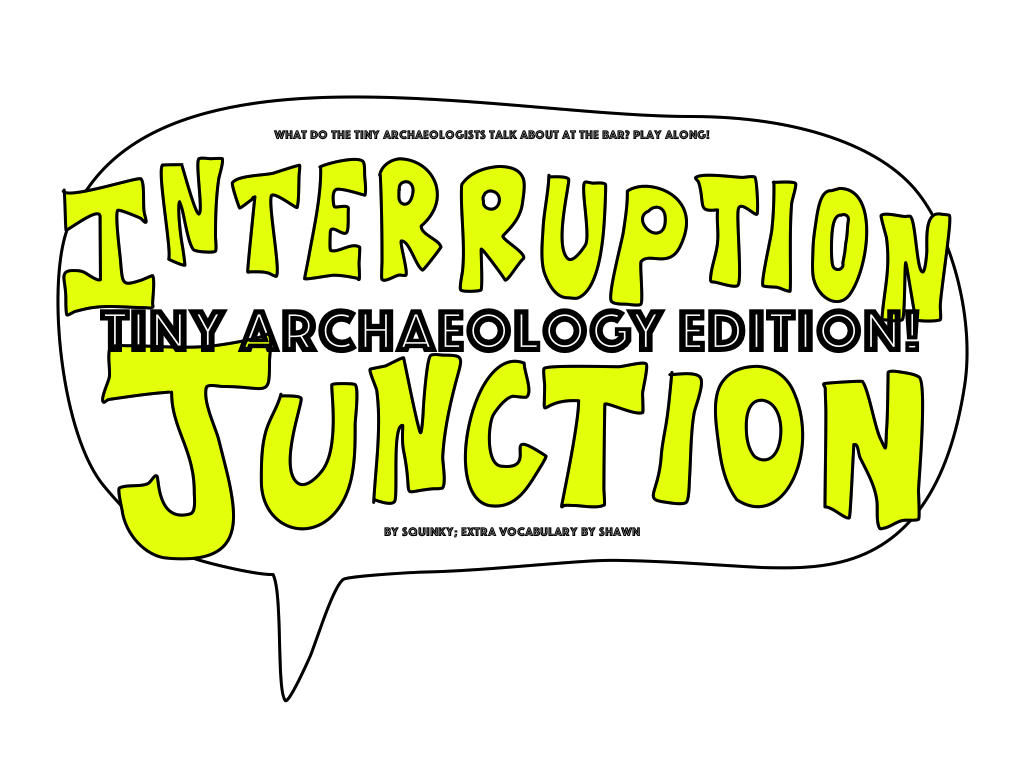 WHAT DO THE TINY ARCHAEOLOGISTS TALK ABOUT AT THE BAR? PLAY ALONG!
INTERRUPTION
TINY ARCHAEOLOGY EDITION!
JUNCTION
BY SQUINKY; EXTRA VOCABULARY BY SHAWN